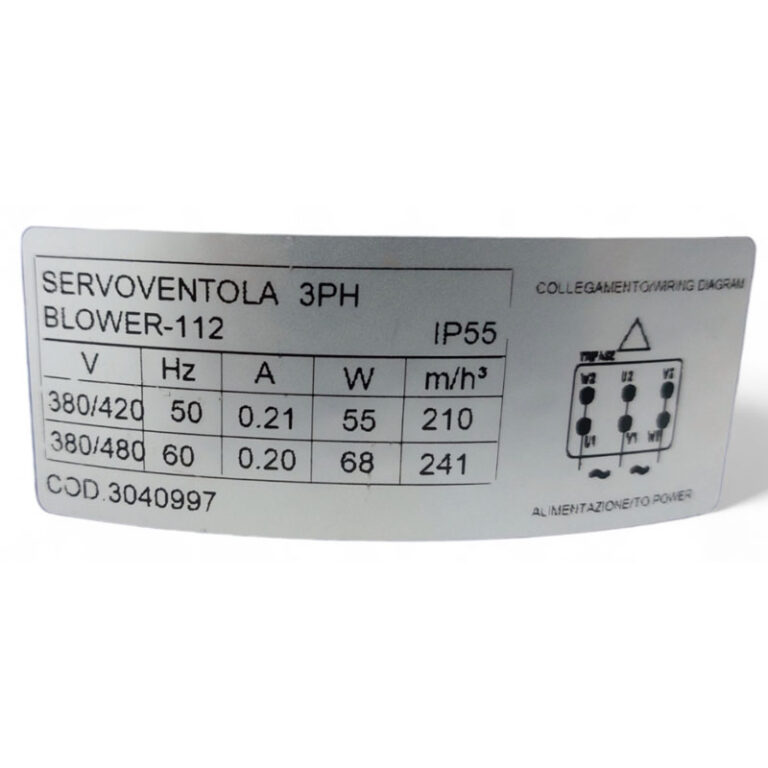 SERVOVENTOLA 3PH
BLOWER-112 IP55
V Hz A W m/h³
380/420 50 0.21 55 210
380/480 60 0.20 68 241
COD.3040997
COLLEGAMENTO/WIRING DIAGRAM
W2 U2
U1 V1 W1
ALIMENTAZIONE/TO POWER